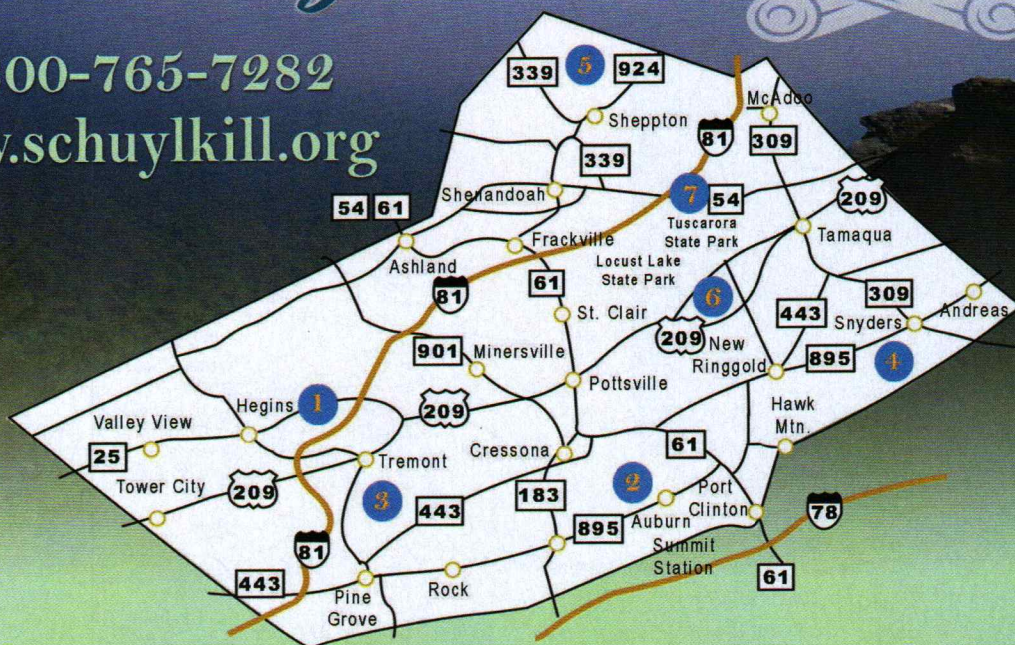 00-765-7282
.schuylkill.org
339
5
924
McAdoo
Sheppton
81
309
339
Shenandoah
7
54
209
54 61
Tuscarora
State Park
Tamaqua
Frackville
Ashland
Locust Lake
State Park
61
81
6
309
Andreas
St. Clair
443
Snyders
209
New
Ringgold
895
4
901
Minersville
Pottsville
Hegins
1
209
Hawk
Mtn.
Valley View
25
Cressona
61
Tremont
Tower City
209
3
183
2
Port
Clinton
443
78
895
Auburn
81
Summit
Station
443
61
Pine
Grove
Rock